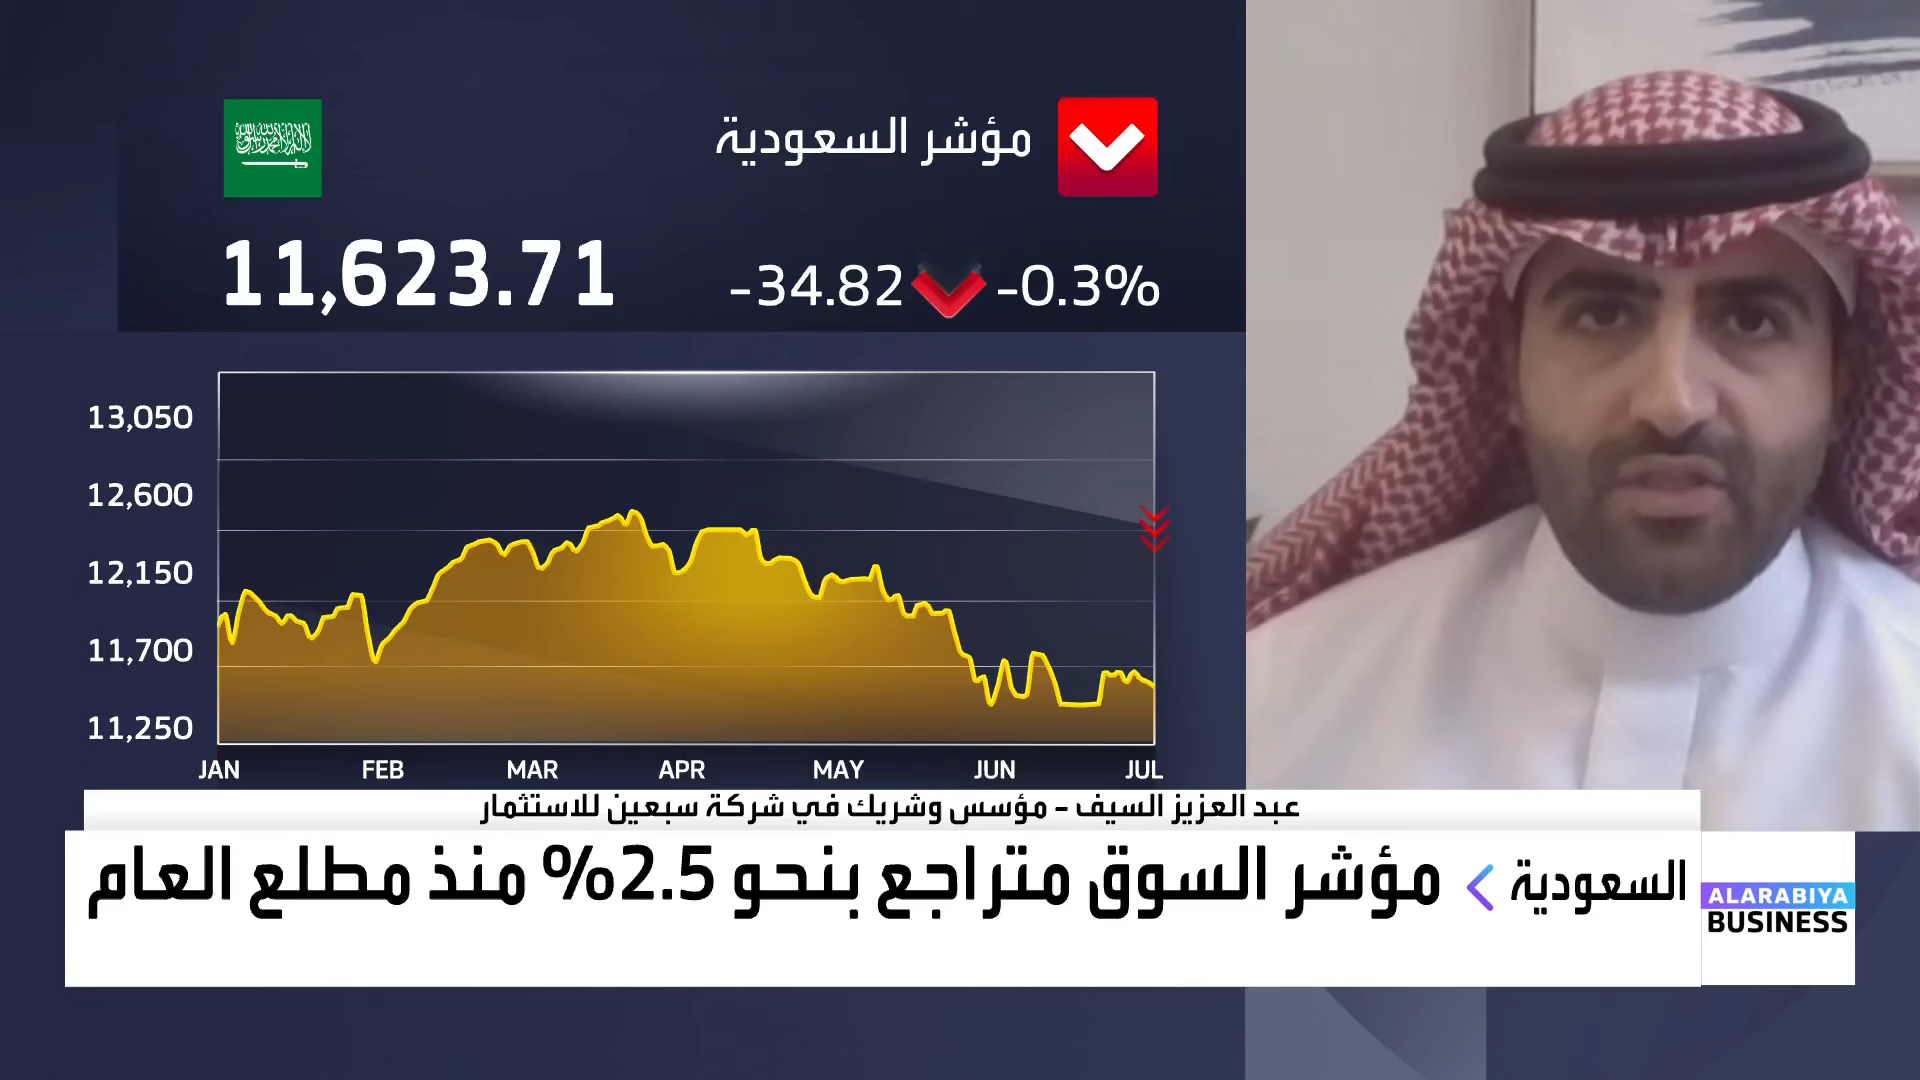 مؤشر السعودية
11,623.71
-34.82 -0.3%
13,050
12,600
12,150
11,700
11,250
JAN FEB MAR APR MAY JUN JUL
عبد العزيز السيف - مؤسس وشريك في شركة سبعين للاستثمار
السعودية
مؤشر السوق متراجع بنحو 2.5% منذ مطلع العام
ALARABIYA
BUSINESS